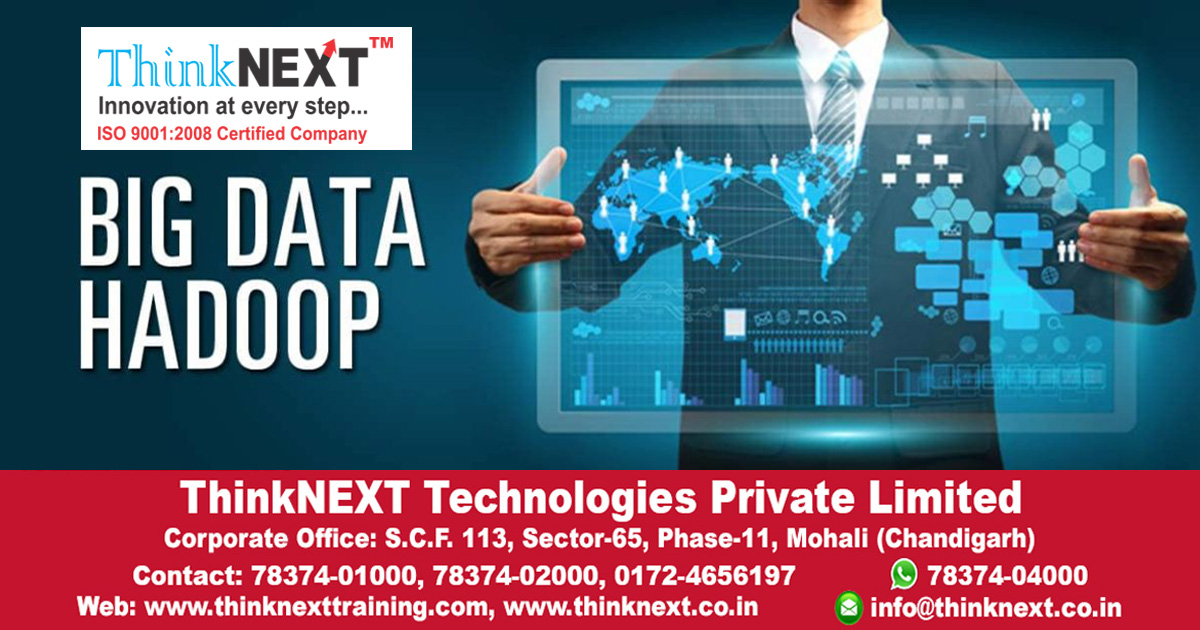 ThinkNEXT™
Innovation at every step...
ISO 9001:2008 Certified Company
BIG DATA
HADOOP
ThinkNEXT Technologies Private Limited
Corporate Office: S.C.F. 113, Sector-65, Phase-11, Mohali (Chandigarh)
Contact: 78374-01000, 78374-02000, 0172-4656197
78374-04000
Web: www.thinknexttraining.com, www.thinknext.co.in
info@thinknext.co.in